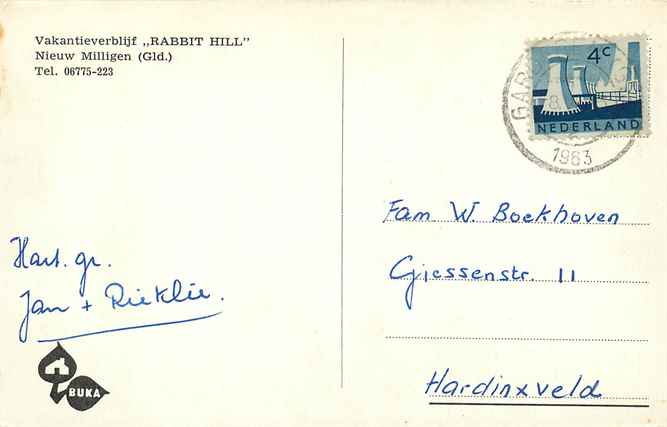 Vakantieverblijf „RABBIT HILL”
Nieuw Milligen (Gld.)
Tel. 06775-223
4c
NEDERLAND
1963
Fam W. Boekhoven
Giessenstr. 11
Hardinxveld
Hart. gr.
Jan + Rieklie.
BUKA